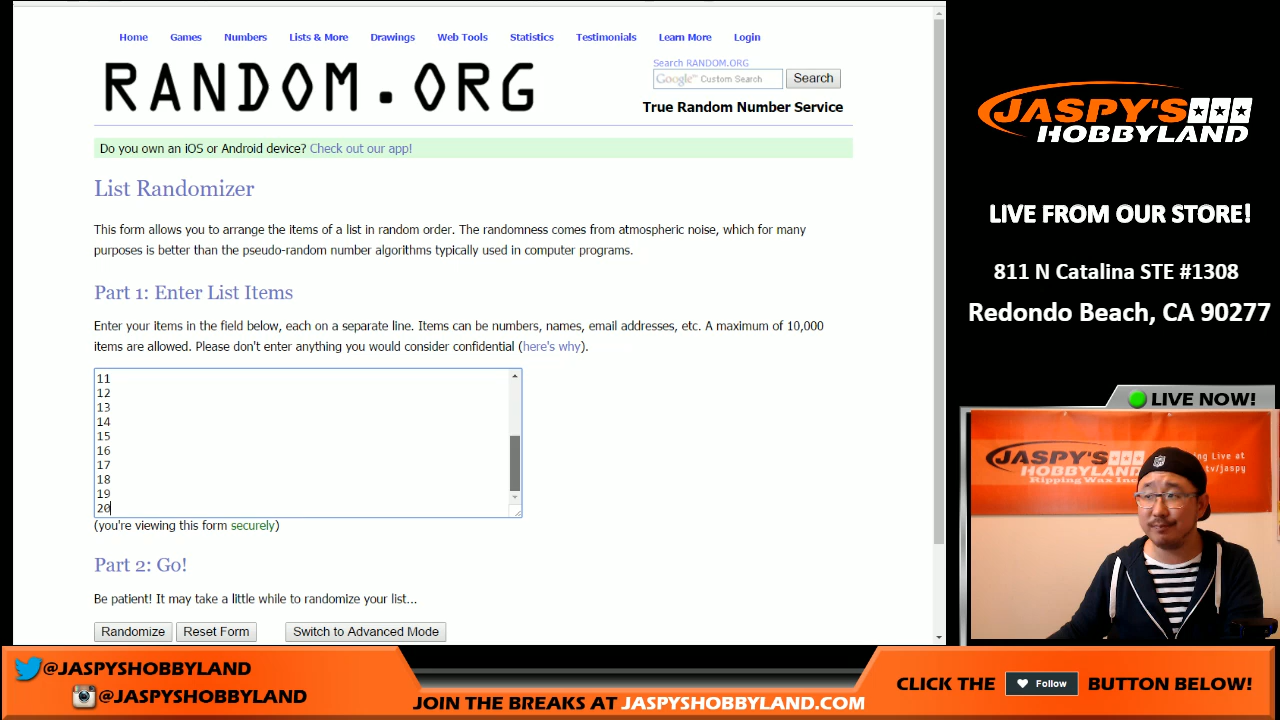 Home Games Numbers Lists & More Drawings Web Tools Statistics Testimonials Learn More Login
RANDOM.ORG
Search RANDOM.ORG
Google™ Custom Search Search
True Random Number Service
Do you own an iOS or Android device? Check out our app!
List Randomizer
This form allows you to arrange the items of a list in random order. The randomness comes from atmospheric noise, which for many
purposes is better than the pseudo-random number algorithms typically used in computer programs.
Part 1: Enter List Items
Enter your items in the field below, each on a separate line. Items can be numbers, names, email addresses, etc. A maximum of 10,000
items are allowed. Please don't enter anything you would consider confidential (here's why).
11
12
13
14
15
16
17
18
19
20
(you're viewing this form securely)
Part 2: Go!
Be patient! It may take a little while to randomize your list...
Randomize Reset Form Switch to Advanced Mode
JASPY'S
HOBBYLAND
LIVE FROM OUR STORE!
811 N Catalina STE #1308
Redondo Beach, CA 90277
LIVE NOW!
JASPY'S
HOBBYLAND
Ripping Wax
Live at
tv/jaspy
NFL
@JASPYSHOBBYLAND
@JASPYSHOBBYLAND
JOIN THE BREAKS AT JASPYSHOBBYLAND.COM
CLICK THE Follow BUTTON BELOW!